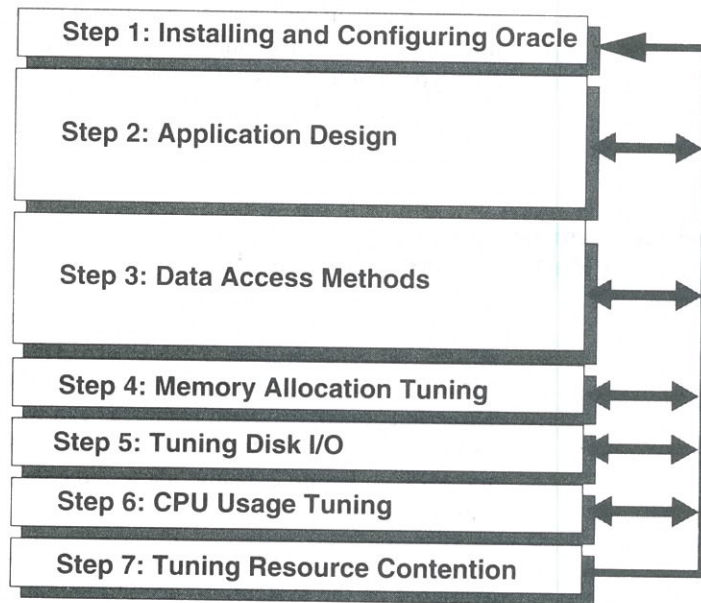 Step 1: Installing and Configuring Oracle
Step 2: Application Design
Step 3: Data Access Methods
Step 4: Memory Allocation Tuning
Step 5: Tuning Disk I/O
Step 6: CPU Usage Tuning
Step 7: Tuning Resource Contention